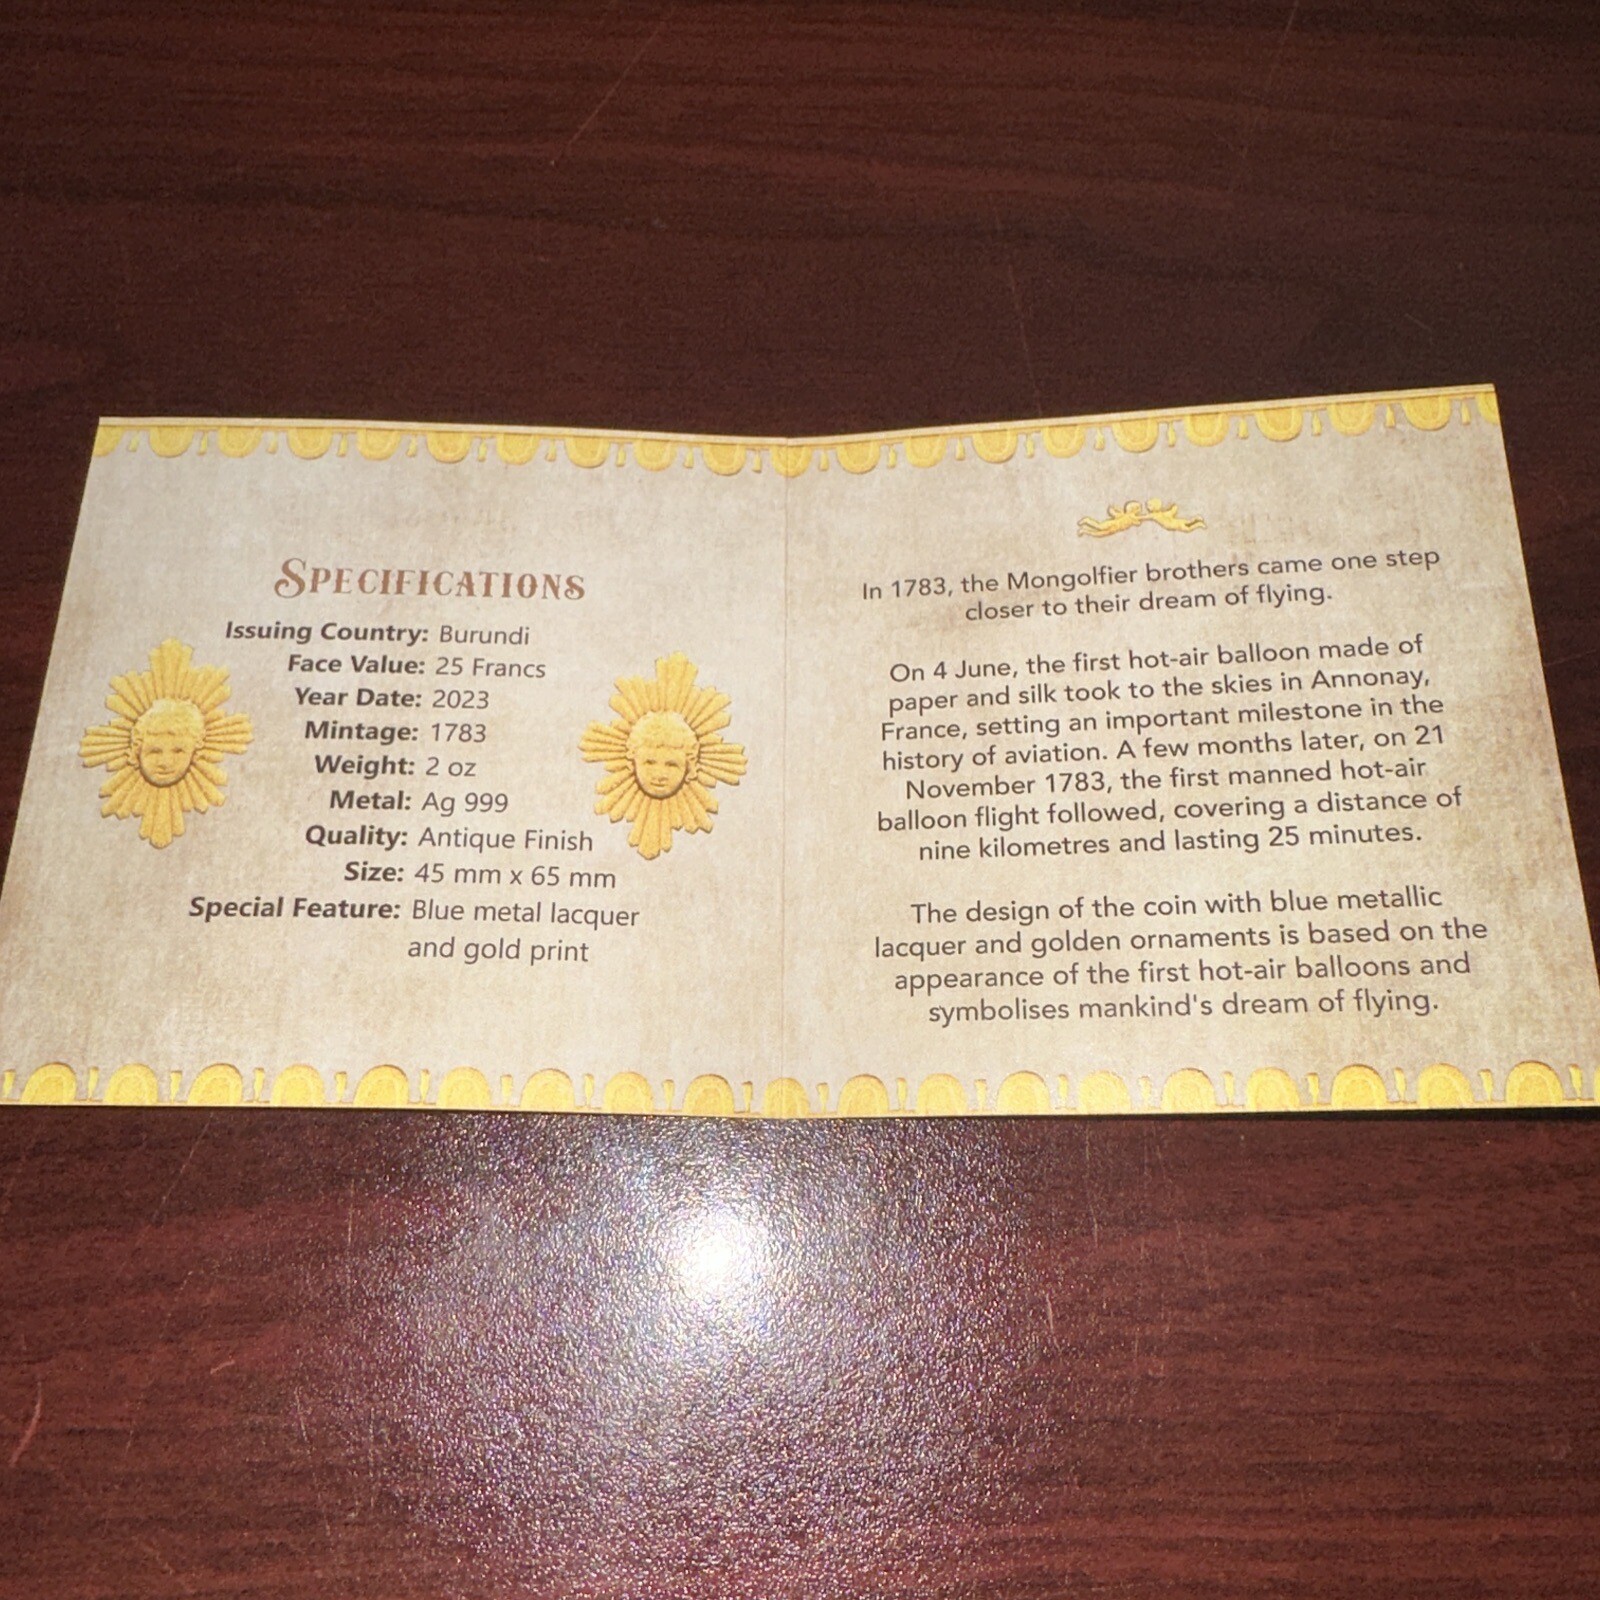 SPECIFICATIONS
Issuing Country: Burundi
Face Value: 25 Francs
Year Date: 2023
Mintage: 1783
Weight: 2 oz
Metal: Ag 999
Quality: Antique Finish
Size: 45 mm x 65 mm
Special Feature: Blue metal lacquer
and gold print
In 1783, the Mongolfier brothers came one step
closer to their dream of flying.
On 4 June, the first hot-air balloon made of
paper and silk took to the skies in Annonay,
France, setting an important milestone in the
history of aviation. A few months later, on 21
November 1783, the first manned hot-air
balloon flight followed, covering a distance of
nine kilometres and lasting 25 minutes.
The design of the coin with blue metallic
lacquer and golden ornaments is based on the
appearance of the first hot-air balloons and
symbolises mankind's dream of flying.